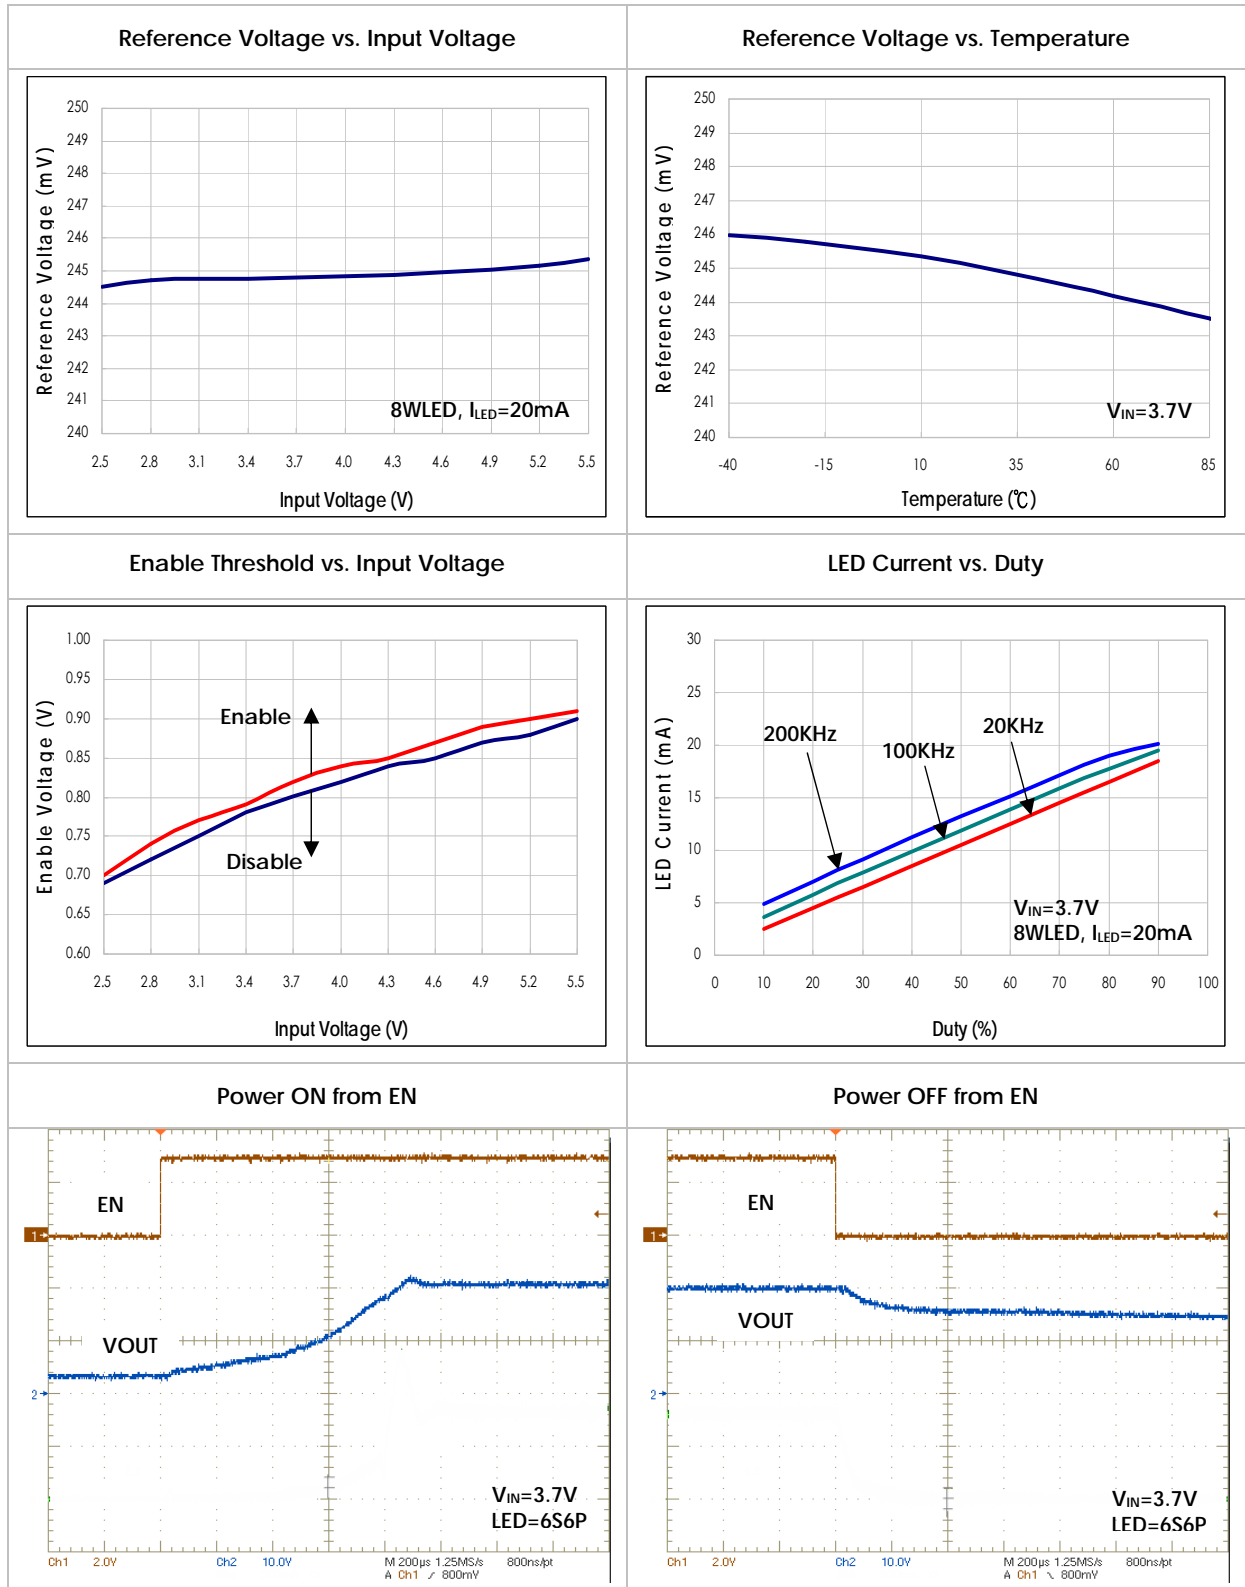 Reference Voltage vs. Input Voltage
Reference Voltage (mV)
250
249
248
247
246
245
244
243
242
241
240
8WLED, ILED=20mA
2.5 2.8 3.1 3.4 3.7 4.0 4.3 4.6 4.9 5.2 5.5
Input Voltage (V)
Reference Voltage vs. Temperature
Reference Voltage (mV)
250
249
248
247
246
245
244
243
242
241
240
VIN=3.7V
-40 -15 10 35 60 85
Temperature (℃)
Enable Threshold vs. Input Voltage
Enable Voltage (V)
1.00
0.95
0.90
0.85
0.80
0.75
0.70
0.65
0.60
Enable
Disable
2.5 2.8 3.1 3.4 3.7 4.0 4.3 4.6 4.9 5.2 5.5
Input Voltage (V)
LED Current vs. Duty
LED Current (mA)
30
25
20
15
10
5
0
200KHz
100KHz
20KHz
VIN=3.7V
8WLED, ILED=20mA
0 10 20 30 40 50 60 70 80 90 100
Duty (%)
Power ON from EN
EN
1
VOUT
2
VIN=3.7V
LED=6S6P
Ch1 2.0V Ch2 10.0V M 200µs 1.25MS/s 800ns/pt
A Ch1 ⁄ 800mV
Power OFF from EN
EN
1
VOUT
2
VIN=3.7V
LED=6S6P
Ch1 2.0V Ch2 10.0V M 200µs 1.25MS/s 800ns/pt
A Ch1 ⁄ 800mV